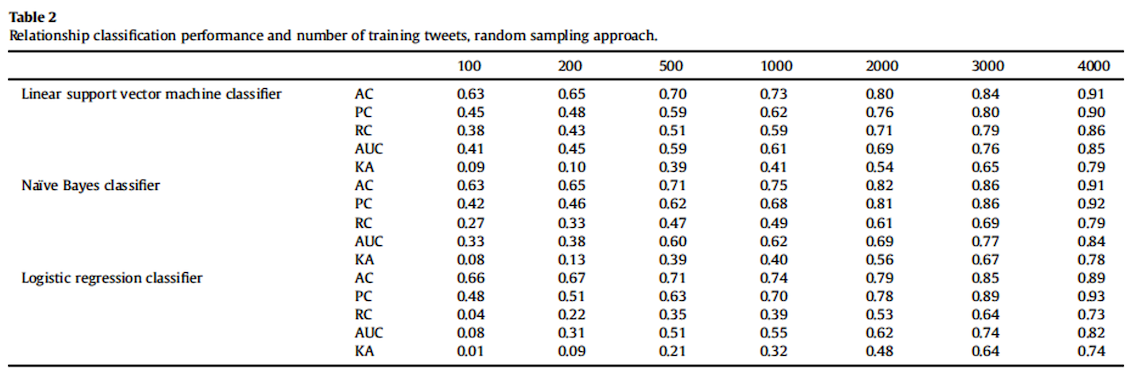 Table 2
Relationship classification performance and number of training tweets, random sampling approach.
100 200 500 1000 2000 3000 4000
Linear support vector machine classifier AC 0.63 0.65 0.70 0.73 0.80 0.84 0.91
PC 0.45 0.48 0.59 0.62 0.76 0.80 0.90
RC 0.38 0.43 0.51 0.59 0.71 0.79 0.86
AUC 0.41 0.45 0.59 0.61 0.69 0.76 0.85
KA 0.09 0.10 0.39 0.41 0.54 0.65 0.79
Naïve Bayes classifier AC 0.63 0.65 0.71 0.75 0.82 0.86 0.91
PC 0.42 0.46 0.62 0.68 0.81 0.86 0.92
RC 0.27 0.33 0.47 0.49 0.61 0.69 0.79
AUC 0.33 0.38 0.60 0.62 0.69 0.77 0.84
KA 0.08 0.13 0.39 0.40 0.56 0.67 0.78
Logistic regression classifier AC 0.66 0.67 0.71 0.74 0.79 0.85 0.89
PC 0.48 0.51 0.63 0.70 0.78 0.89 0.93
RC 0.04 0.22 0.35 0.39 0.53 0.64 0.73
AUC 0.08 0.31 0.51 0.55 0.62 0.74 0.82
KA 0.01 0.09 0.21 0.32 0.48 0.64 0.74